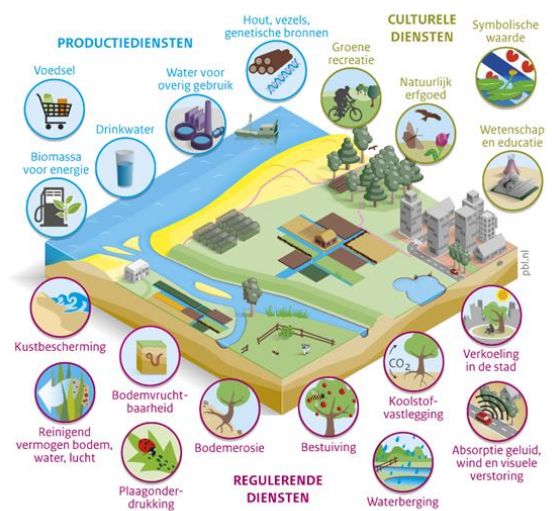 PRODUCTIEDIENSTEN
Voedsel
Drinkwater
Biomassa
voor energie
Water voor
overig gebruik
Hout, vezels,
genetische bronnen
CULTURELE
DIENSTEN
Groene
recreatie
Natuurlijk
erfgoed
Symbolische
waarde
Wetenschap
en educatie
pbl.nl
Kustbescherming
Reinigend
vermogen bodem,
water, lucht
Bodemvrucht-
baarheid
Plaagonder-
drukking
Bodemerosie
REGULERENDE
DIENSTEN
Bestuiving
CO2
Koolstof-
vastlegging
Waterberging
Verkoeling
in de stad
Absorptie geluid,
wind en visuele
verstoring